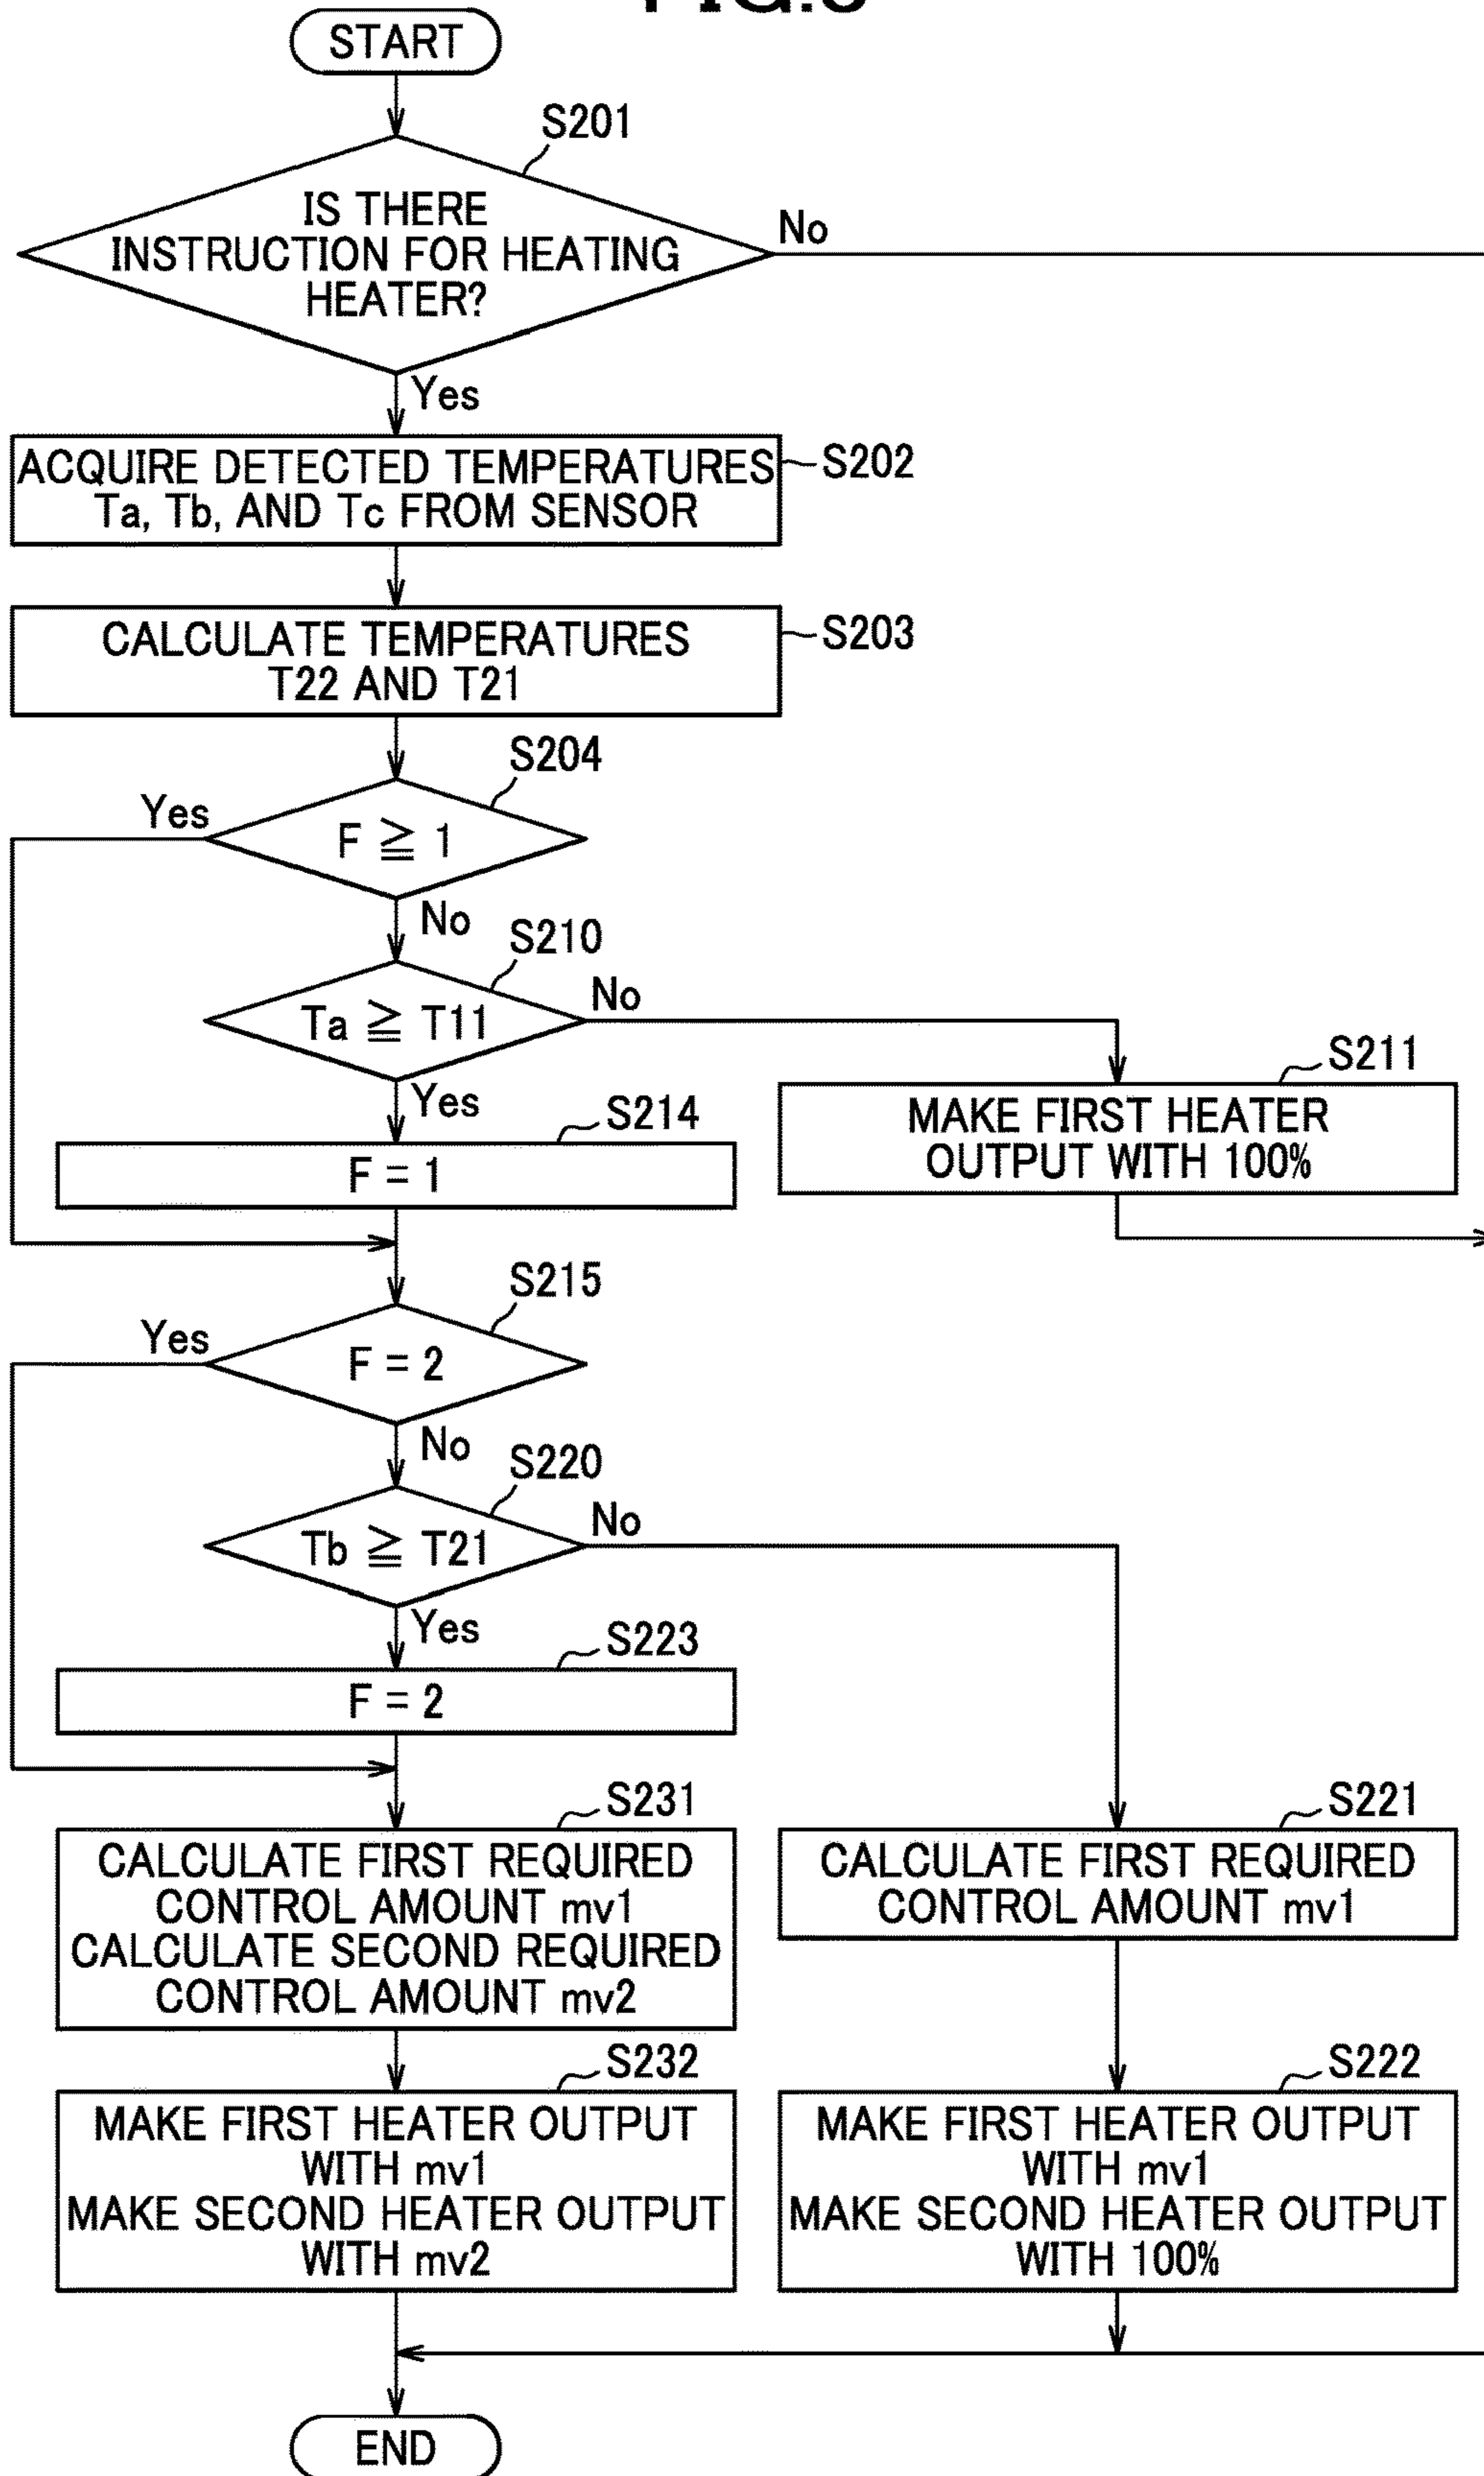 START
S201
IS THERE
INSTRUCTION FOR HEATING
HEATER?
No
Yes
ACQUIRE DETECTED TEMPERATURES
Ta, Tb, AND Tc FROM SENSOR
S202
CALCULATE TEMPERATURES
T22 AND T21
S203
S204
Yes
F ≧ 1
No
S210
Ta ≧ T11
No
Yes
S211
MAKE FIRST HEATER
OUTPUT WITH 100%
S214
F = 1
S215
Yes
F = 2
No
S220
Tb ≧ T21
No
Yes
S223
F = 2
S231
CALCULATE FIRST REQUIRED
CONTROL AMOUNT mv1
CALCULATE SECOND REQUIRED
CONTROL AMOUNT mv2
S221
CALCULATE FIRST REQUIRED
CONTROL AMOUNT mv1
S232
MAKE FIRST HEATER OUTPUT
WITH mv1
MAKE SECOND HEATER OUTPUT
WITH mv2
S222
MAKE FIRST HEATER OUTPUT
WITH mv1
MAKE SECOND HEATER OUTPUT
WITH 100%
END